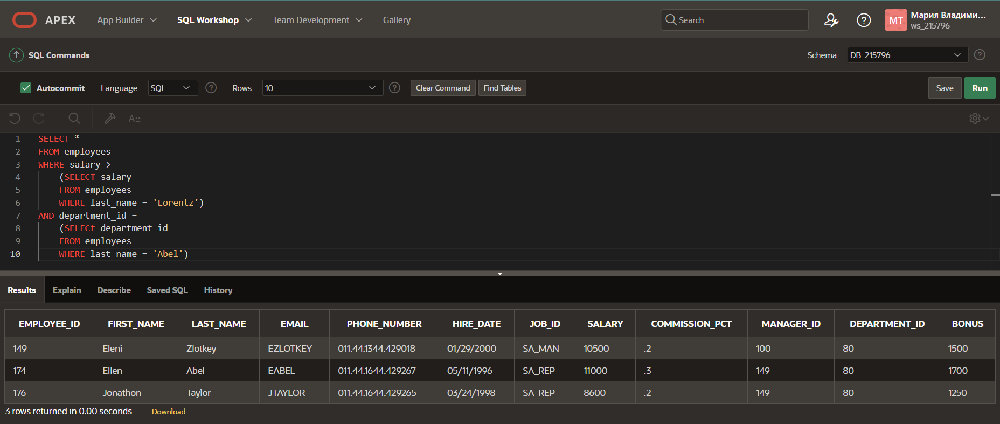 APEX App Builder SQL Workshop Team Development Gallery Search MT Мария Владими...
ws_215796
SQL Commands Schema DB_215796
Autocommit Language SQL Rows 10 Clear Command Find Tables Save Run
A
1 SELECT *
2 FROM employees
3 WHERE salary >
4 (SELECT salary
5 FROM employees
6 WHERE last_name = 'Lorentz')
7 AND department_id =
8 (SELECt department_id
9 FROM employees
10 WHERE last_name = 'Abel')
Results Explain Describe Saved SQL History
EMPLOYEE_ID FIRST_NAME LAST_NAME EMAIL PHONE_NUMBER HIRE_DATE JOB_ID SALARY COMMISSION_PCT MANAGER_ID DEPARTMENT_ID BONUS
149 Eleni Zlotkey EZLOTKEY 011.44.1344.429018 01/29/2000 SA_MAN 10500 .2 100 80 1500
174 Ellen Abel EABEL 011.44.1644.429267 05/11/1996 SA_REP 11000 .3 149 80 1700
176 Jonathon Taylor JTAYLOR 011.44.1644.429265 03/24/1998 SA_REP 8600 .2 149 80 1250
3 rows returned in 0.00 seconds Download